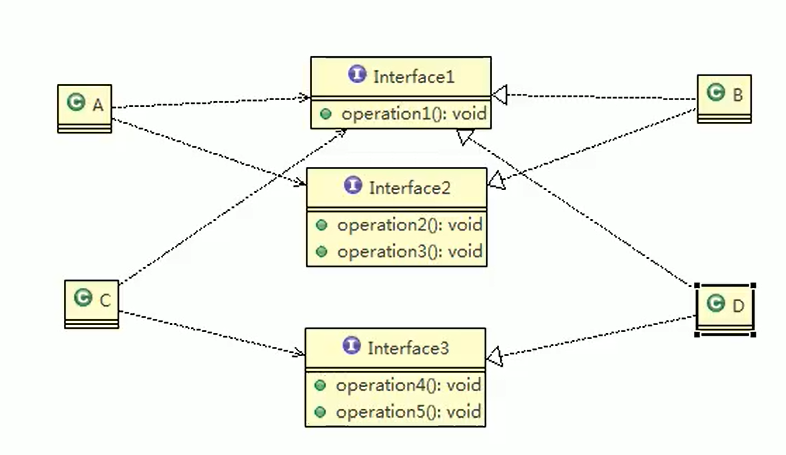 I Interface1
operation1(): void
C A
C B
I Interface2
operation2(): void
operation3(): void
C C
C D
I Interface3
operation4(): void
operation5(): void